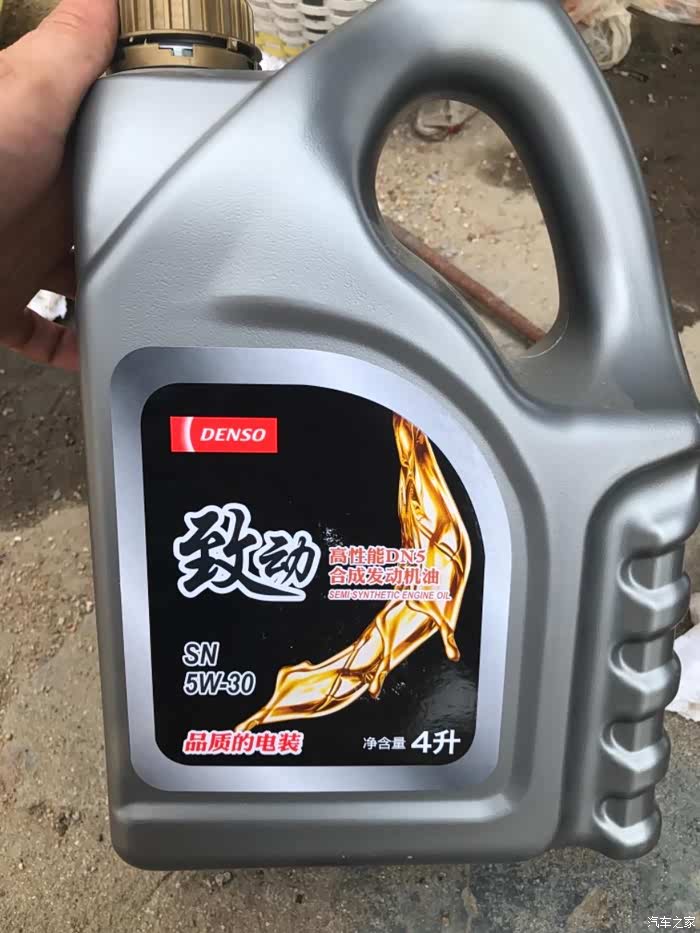 DENSO
致动
高性能DN5
合成发动机油
SEMI SYNTHETIC ENGINE OIL
SN
5W-30
品质的电装
净含量 4升
汽车之家